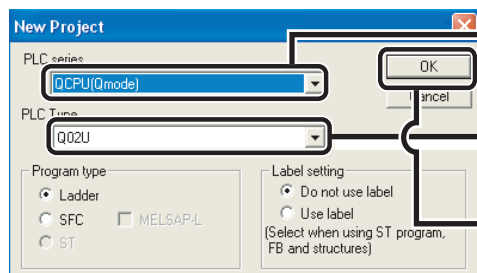 New Project
PLC series
QCPU(Qmode)
OK
Cancel
PLC Type
Q02U
Program type
Ladder
SFC
MELSAP-L
ST
Label setting
Do not use label
Use label
(Select when using ST program,
FB and structures)